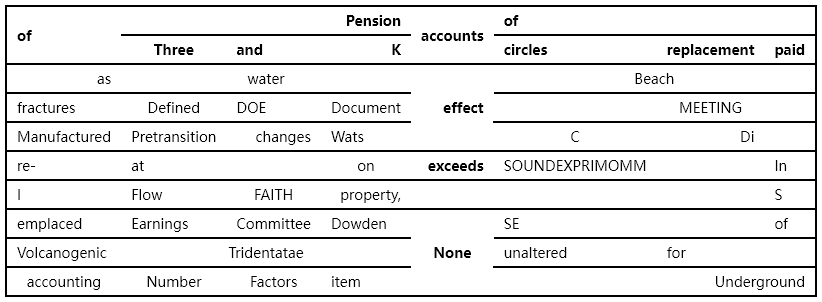 of Pension accounts of
Three and K circles replacement paid
as water Beach
fractures Defined DOE Document effect MEETING
Manufactured Pretransition changes Wats C Di
re- at on exceeds SOUNDEXPRIMOMM In
I Flow FAITH property, S
emplaced Earnings Committee Dowden SE of
Volcanogenic Tridentatae None unaltered for
accounting Number Factors item Underground